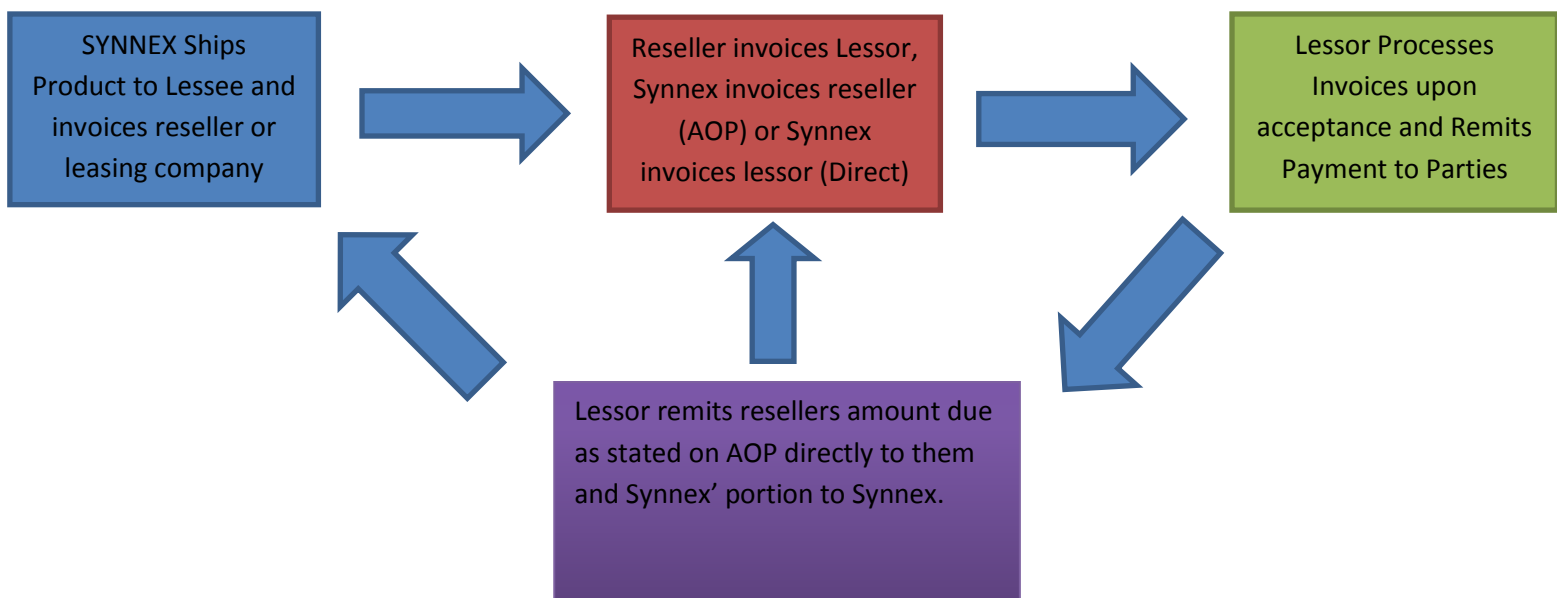 SYNNEX Ships
Product to Lessee and
invoices reseller or
leasing company
Reseller invoices Lessor,
Synnex invoices reseller
(AOP) or Synnex
invoices lessor (Direct)
Lessor Processes
Invoices upon
acceptance and Remits
Payment to Parties
Lessor remits resellers amount due
as stated on AOP directly to them
and Synnex’ portion to Synnex.